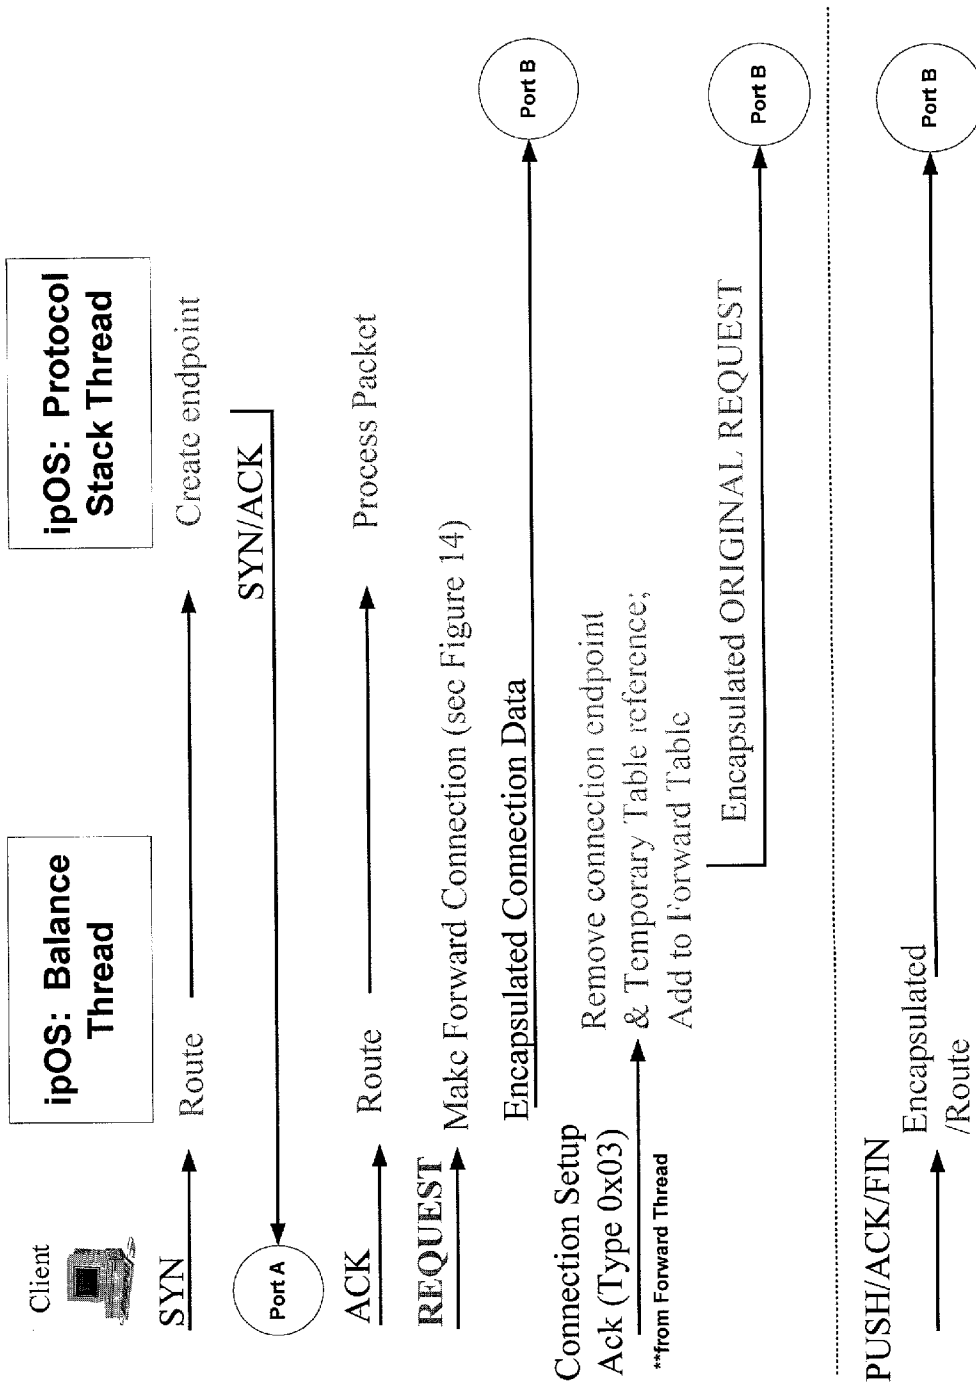 Client
ipOS: Balance
Thread
ipOS: Protocol
Stack Thread
SYN
Route
Create endpoint
SYN/ACK
Port A
ACK
Route
Process Packet
REQUEST
Makc Forward Connection (see Figure 14)
Encapsulated Connection Data
Port B
Connection Setup
Ack (Type 0x03)
**from Forward Thread
Remove connection endpoint
& Temporary Table reference;
Add to Forward Table
Encapsulated ORIGINAL REQUEST
Port B
PUSH/ACK/FIN
Encapsulated
/Route
Port B